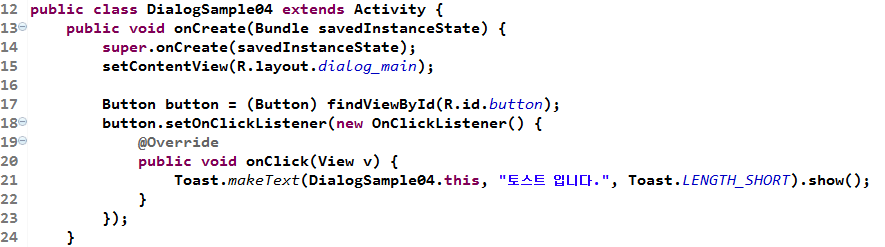 12 public class DialogSample04 extends Activity {
13     public void onCreate(Bundle savedInstanceState) {
14         super.onCreate(savedInstanceState);
15         setContentView(R.layout.dialog_main);
16
17         Button button = (Button) findViewById(R.id.button);
18         button.setOnClickListener(new OnClickListener() {
19             @Override
20             public void onClick(View v) {
21                 Toast.makeText(DialogSample04.this, "토스트 입니다.", Toast.LENGTH_SHORT).show();
22             }
23         });
24     }